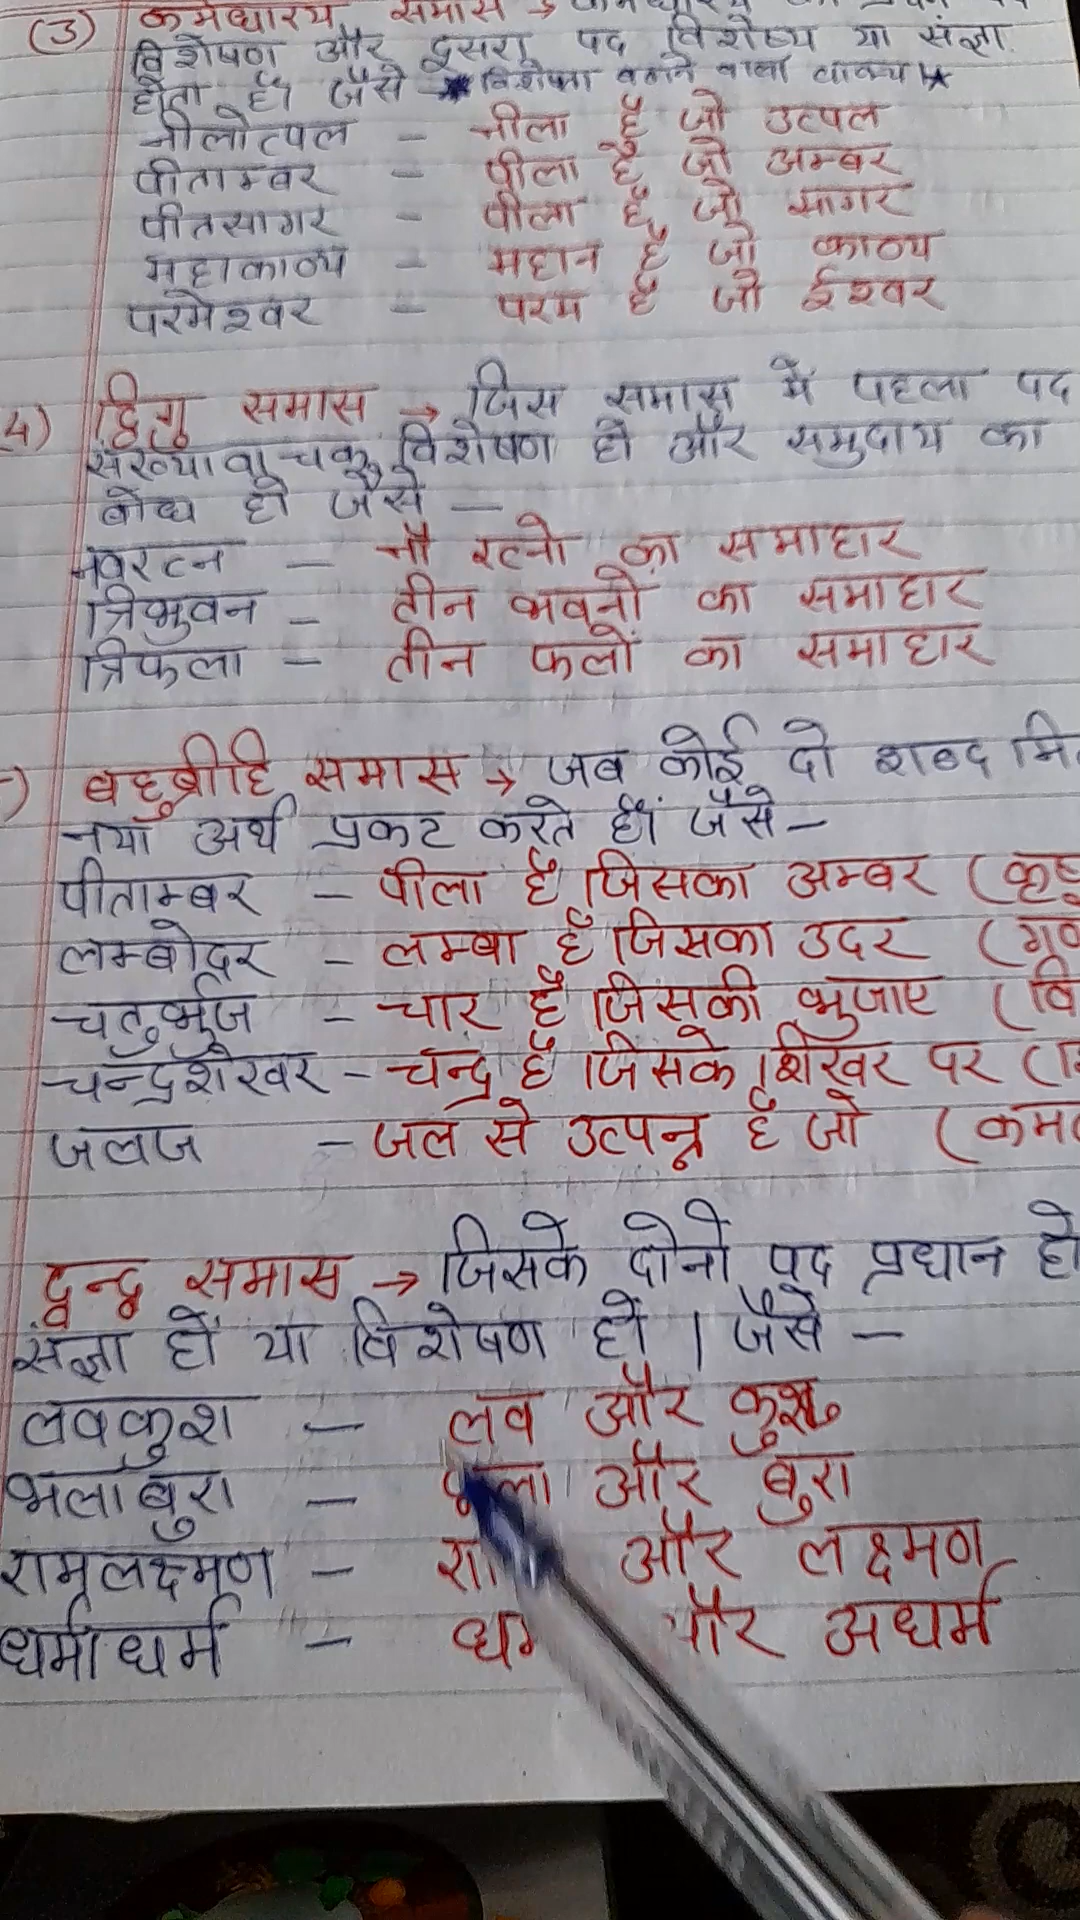 (3) कर्मधारय समास →
विशेषण और दूसरा पद विशेष्य या संज्ञा
होता है। जैसे – ★ विशेषता बताने वाला वाक्य ★
नीलोत्पल – नीला है जो उत्पल
पीताम्बर – पीला है जो अम्बर
पीतसागर – पीला है जो सागर
महाकाव्य – महान है जो काव्य
परमेश्वर – परम है जो ईश्वर
4) द्विगु समास → जिस समास में पहला पद
संख्यावाचक, विशेषण हो और समुदाय का
बोध हो जैसे –
नवरत्न – नौ रत्नो का समाहार
त्रिभुवन – तीन भवनों का समाहार
त्रिफला – तीन फलों का समाहार
) बहुब्रीहि समास → जब कोई दो शब्द मि
नया अर्थ प्रकट करते हैं। जैसे –
पीताम्बर – पीला है जिसका अम्बर (कृष्
लम्बोदर – लम्बा है जिसका उदर (ग
चतुर्भुज – चार है जिसकी भुजाए (वि
चन्द्रशेखर – चन्द्र है जिसके शिखर पर (
जलज – जल से उत्पन्न है जो (कम
द्वन्द्व समास → जिसके दोनो पद प्रधान हो
संज्ञा हों या विशेषण हों । जैसे –
लवकुश – लव और कुश
भलाबुरा – भला और बुरा
रामलक्ष्मण – रा और लक्ष्मण
धर्माधर्म – धर्म और अधर्म